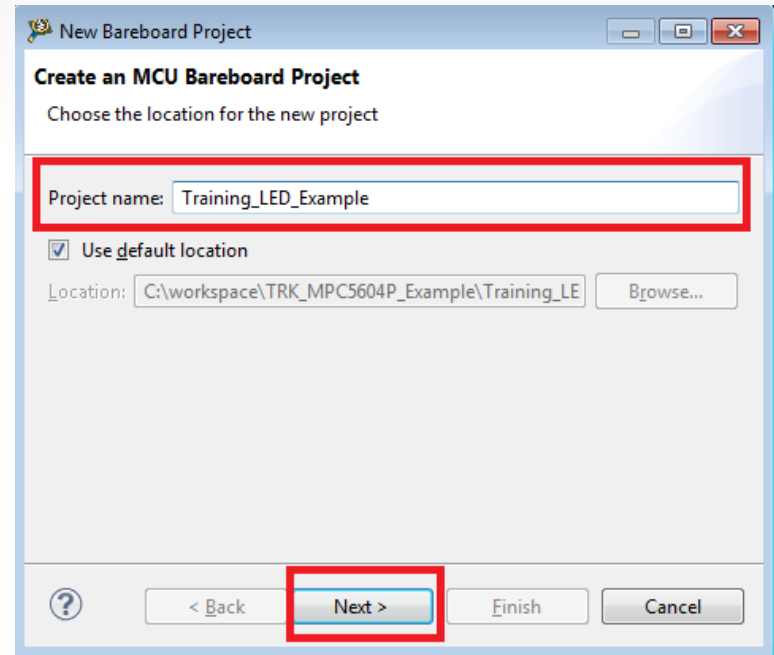 New Bareboard Project
Create an MCU Bareboard Project
Choose the location for the new project
Project name: Training_LED_Example
Use default location
Location: C:\workspace\TRK_MPC5604P_Example\Training_LE Browse...
? < Back Next > Finish Cancel